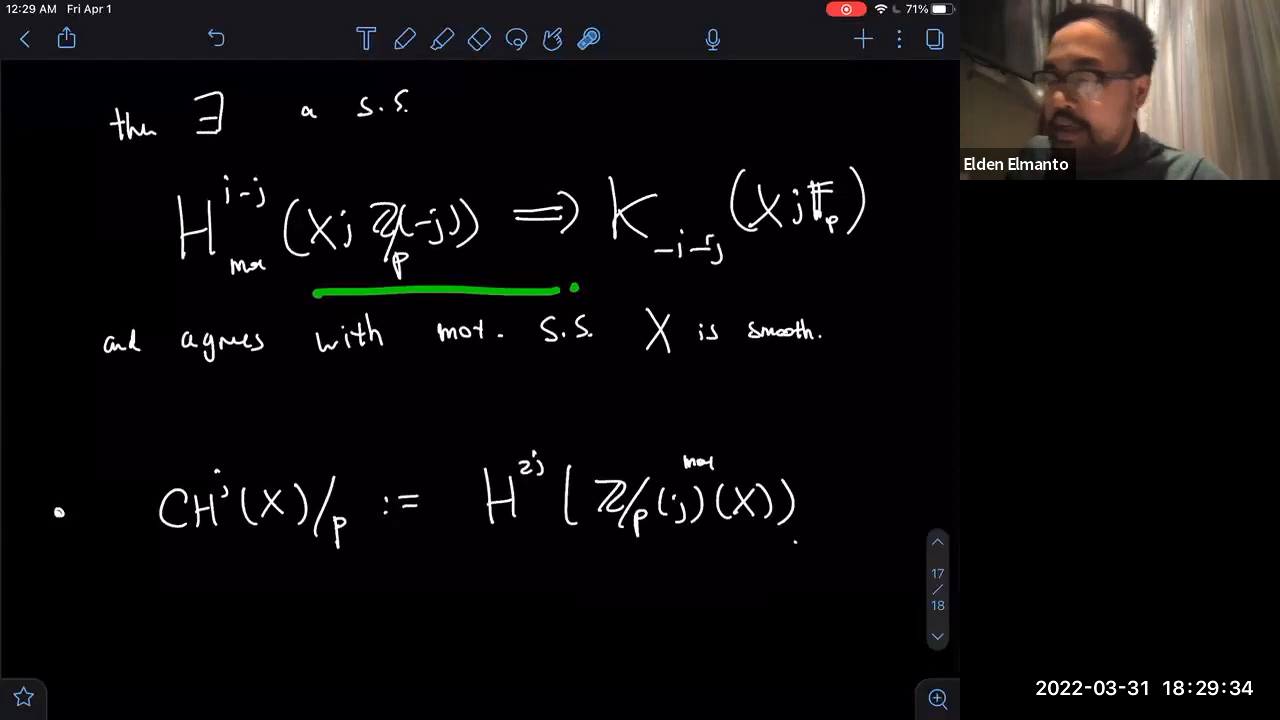 12:29 AM Fri Apr 1
71%
then ∃ a s.s.
H^{i-j}_{mot} (X; ℤ/p(-j)) ⟹ K_{-i-j} (X; 𝔽_p)
and agrees with mot. s.s. X is smooth.
• CH^j(X)/p := H^{2j} (ℤ/p(j)^{mot}(X))
17
/
18
Elden Elmanto
2022-03-31 18:29:34